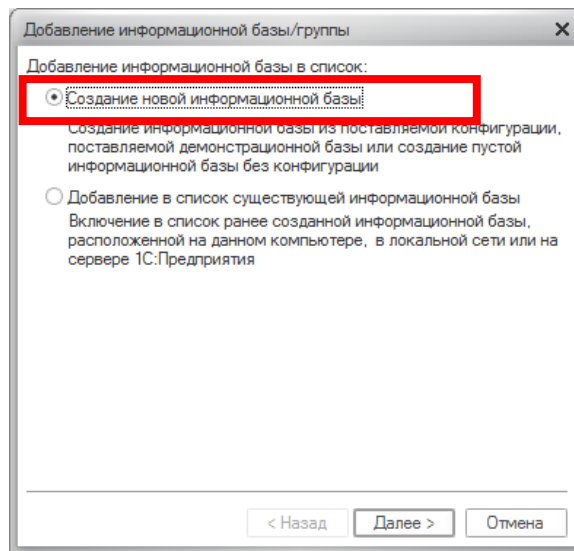 Добавление информационной базы/группы
Добавление информационной базы в список:
Создание новой информационной базы
Создание информационной базы из поставляемой конфигурации,
поставляемой демонстрационной базы или создание пустой
информационной базы без конфигурации
Добавление в список существующей информационной базы
Включение в список ранее созданной информационной базы,
расположенной на данном компьютере, в локальной сети или на
сервере 1С:Предприятия
< Назад Далее > Отмена